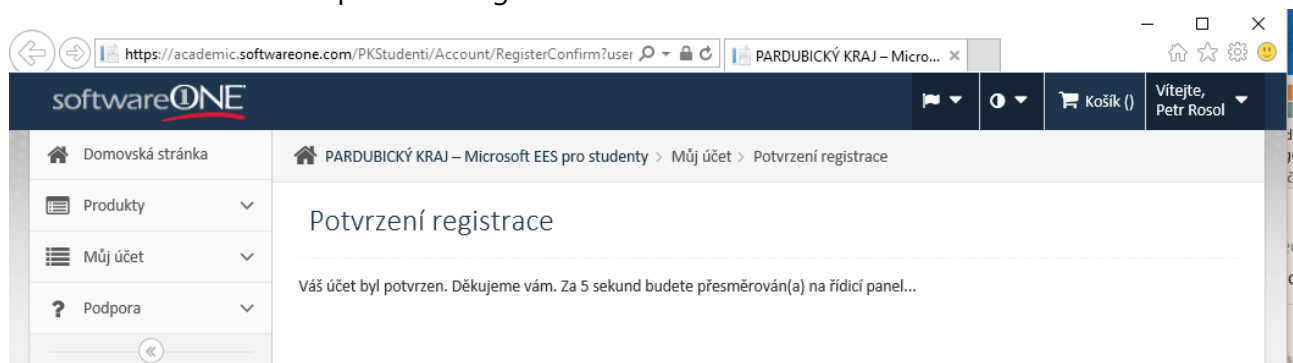 https://academic.softwareone.com/PKStudenti/Account/RegisterConfirm?user
PARDUBICKÝ KRAJ – Micro...
softwareONE
Košík ()
Vítejte,
Petr Rosol
Domovská stránka
PARDUBICKÝ KRAJ – Microsoft EES pro studenty > Můj účet > Potvrzení registrace
Produkty
Potvrzení registrace
Můj účet
Váš účet byl potvrzen. Děkujeme vám. Za 5 sekund budete přesměrován(a) na řídicí panel...
Podpora